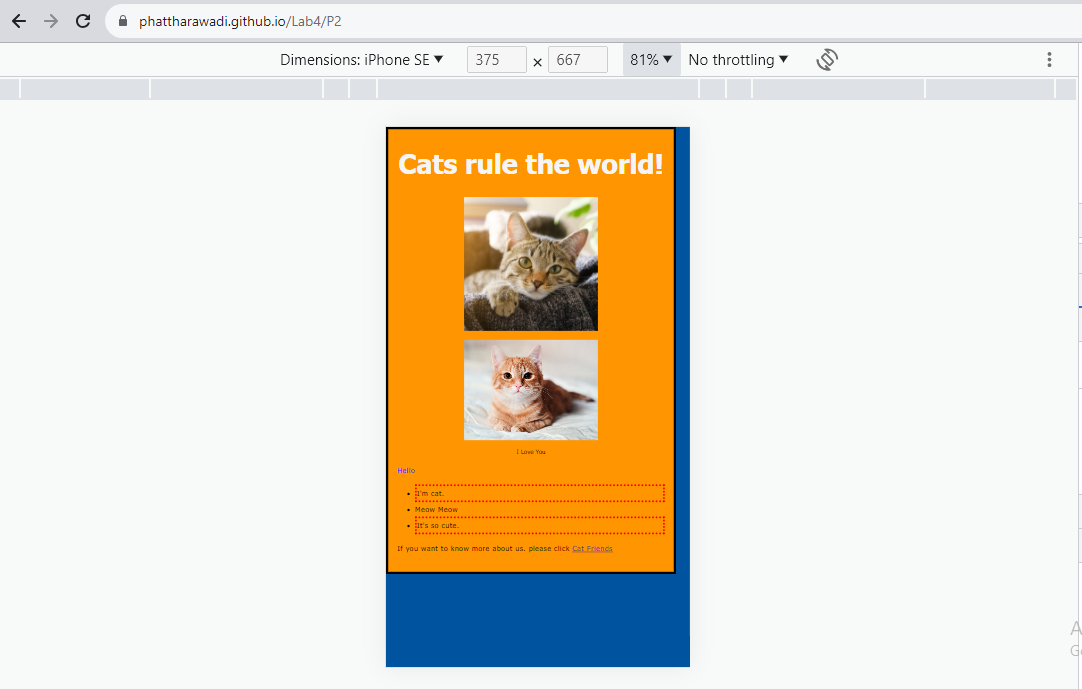 phattharawadi.github.io/Lab4/P2
Dimensions: iPhone SE ▼ 375 × 667 81% ▼ No throttling ▼
Cats rule the world!
I Love You
Hello
I'm cat.
Meow Meow
It's so cute.
If you want to know more about us. please click Cat Friends